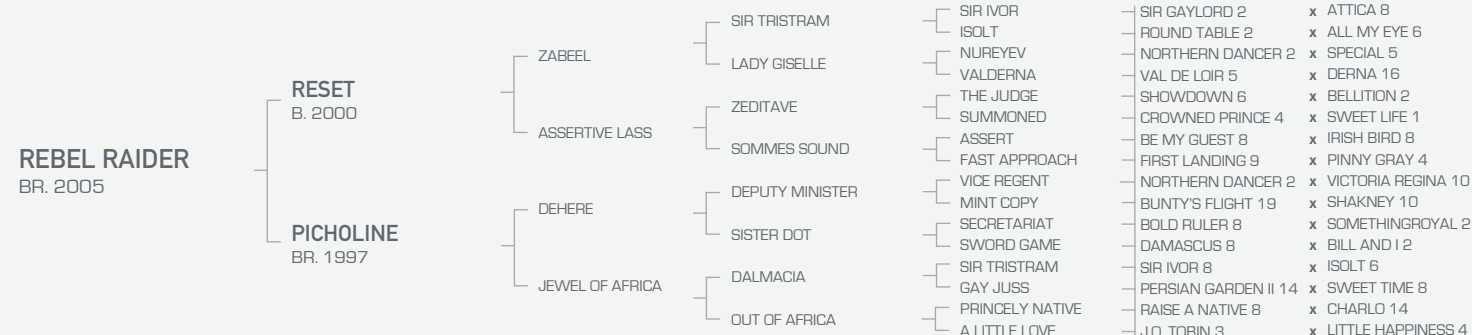 REBEL RAIDER
BR. 2005
RESET
B. 2000
PICHOLINE
BR. 1997
ZABEEL
ASSERTIVE LASS
DEHERE
JEWEL OF AFRICA
SIR TRISTRAM
LADY GISELLE
ZEDITAVE
SOMMES SOUND
DEPUTY MINISTER
SISTER DOT
DALMACIA
OUT OF AFRICA
SIR IVOR
ISOLT
NUREYEV
VALDERNA
THE JUDGE
SUMMONED
ASSERT
FAST APPROACH
VICE REGENT
MINT COPY
SECRETARIAT
SWORD GAME
SIR TRISTRAM
GAY JUSS
PRINCELY NATIVE
A LITTLE LOVE
SIR GAYLORD 2 x ATTICA 8
ROUND TABLE 2 x ALL MY EYE 6
NORTHERN DANCER 2 x SPECIAL 5
VAL DE LOIR 5 x DERNA 16
SHOWDOWN 6 x BELLITION 2
CROWNED PRINCE 4 x SWEET LIFE 1
BE MY GUEST 8 x IRISH BIRD 8
FIRST LANDING 9 x PINNY GRAY 4
NORTHERN DANCER 2 x VICTORIA REGINA 10
BUNTY'S FLIGHT 19 x SHAKNEY 10
BOLD RULER 8 x SOMETHINGROYAL 2
DAMASCUS 8 x BILL AND I 2
SIR IVOR 8 x ISOLT 6
PERSIAN GARDEN II 14 x SWEET TIME 8
RAISE A NATIVE 8 x CHARLO 14
J.O. TOBIN 3 x LITTLE HAPPINESS 4